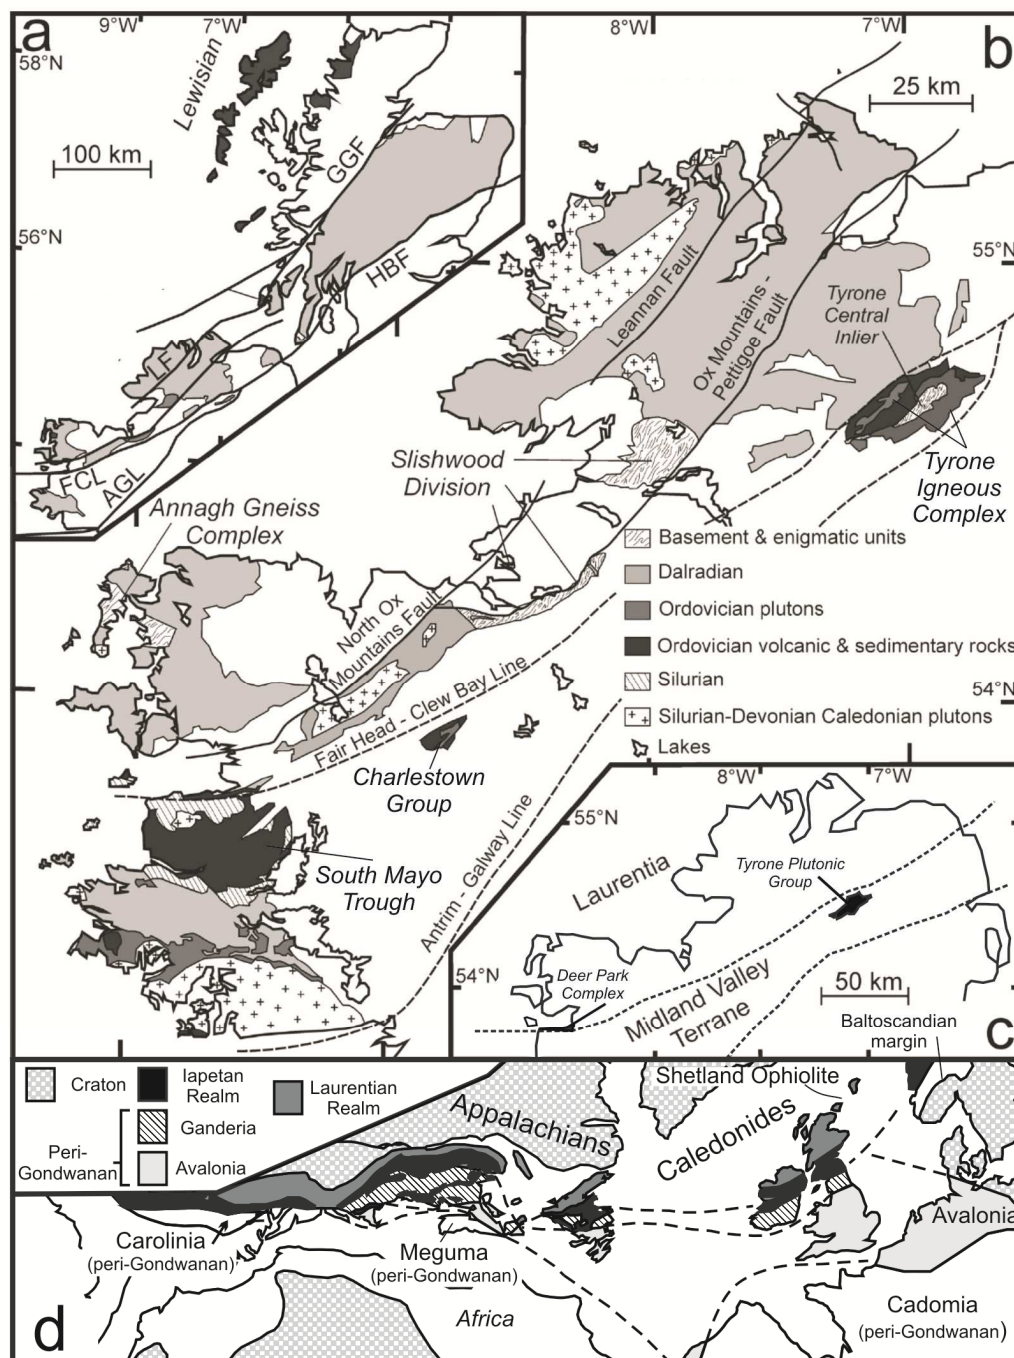 a
9°W
7°W
58°N
Lewisian
100 km
GGF
56°N
HBF
LF
FCL
AGL
b
8°W
7°W
25 km
55°N
Leannan Fault
Ox Mountains -
Pettigoe Fault
Tyrone
Central
Inlier
Slishwood
Division
Tyrone
Igneous
Complex
Annagh Gneiss
Complex
North Ox
Mountains Fault
Fair Head - Clew Bay Line
Charlestown
Group
South Mayo
Trough
Antrim - Galway Line
Basement & enigmatic units
Dalradian
Ordovician plutons
Ordovician volcanic & sedimentary rocks
Silurian
54°N
Silurian-Devonian Caledonian plutons
Lakes
c
8°W
7°W
55°N
Laurentia
Tyrone Plutonic
Group
54°N
Deer Park
Complex
Midland Valley
Terrane
50 km
Baltoscandian
margin
d
Craton
Iapetan
Realm
Laurentian
Realm
Peri-
Gondwanan
Ganderia
Avalonia
Appalachians
Shetland Ophiolite
Caledonides
Carolinia
(peri-Gondwanan)
Meguma
(peri-Gondwanan)
Africa
Avalonia
Cadomia
(peri-Gondwanan)